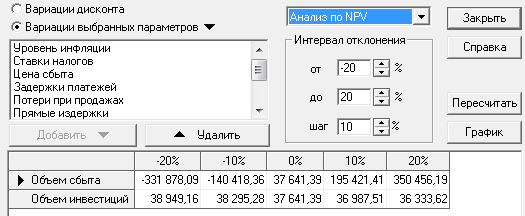 Вариации дисконта
Вариации выбранных параметров
Уровень инфляции
Ставки налогов
Цена сбыта
Задержки платежей
Потери при продажах
Прямые издержки
Добавить
Удалить
Анализ по NPV
Интервал отклонения
от -20 %
до 20 %
шаг 10 %
Закрыть
Справка
Пересчитать
График
-20% -10% 0% 10% 20%
Объем сбыта -331 878,09 -140 418,36 37 641,39 195 421,41 350 456,19
Объем инвестиций 38 949,16 38 295,28 37 641,39 36 987,51 36 333,62